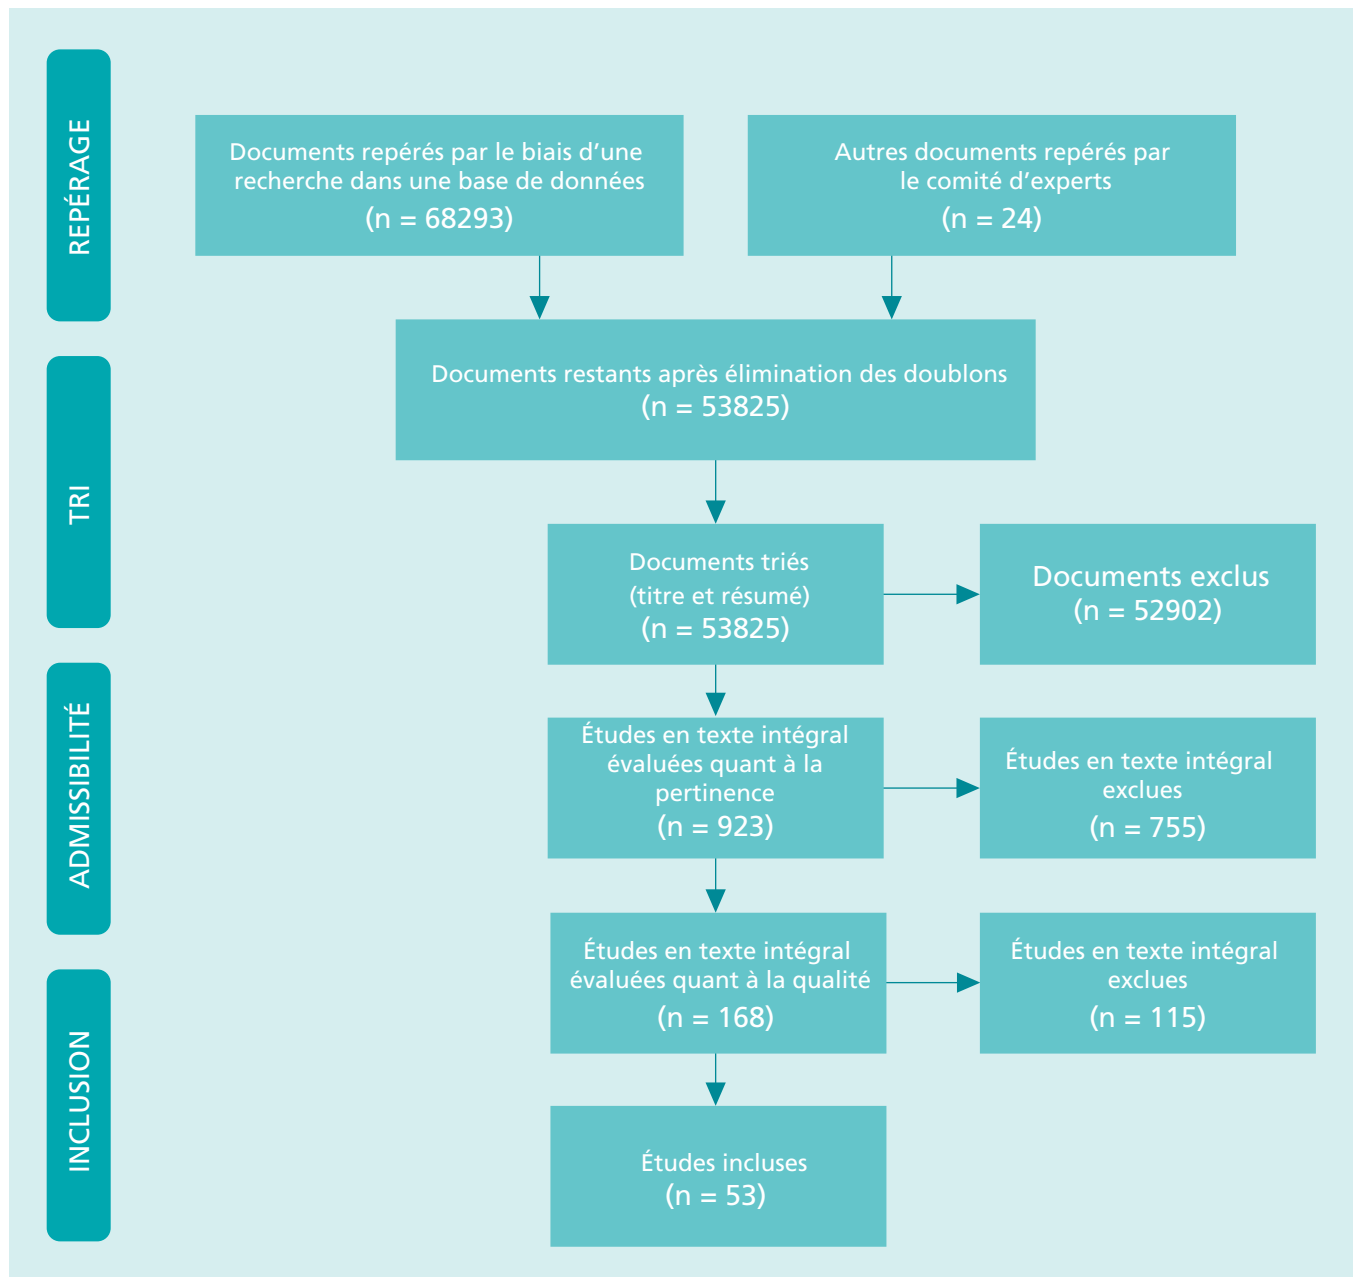 REPÉRAGE
Documents repérés par le biais d’une
recherche dans une base de données
(n = 68293)
Autres documents repérés par
le comité d’experts
(n = 24)
TRI
Documents restants après élimination des doublons
(n = 53825)
Documents triés
(titre et résumé)
(n = 53825)
Documents exclus
(n = 52902)
ADMISSIBILITÉ
Études en texte intégral
évaluées quant à la
pertinence
(n = 923)
Études en texte intégral
exclues
(n = 755)
Études en texte intégral
évaluées quant à la qualité
(n = 168)
Études en texte intégral
exclues
(n = 115)
INCLUSION
Études incluses
(n = 53)